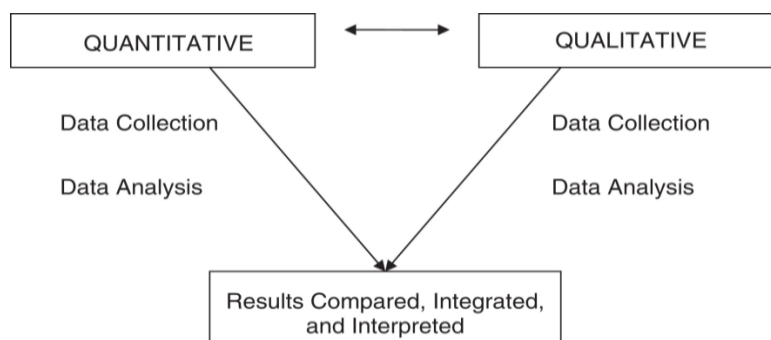 QUANTITATIVE
QUALITATIVE
Data Collection
Data Collection
Data Analysis
Data Analysis
Results Compared, Integrated,
and Interpreted